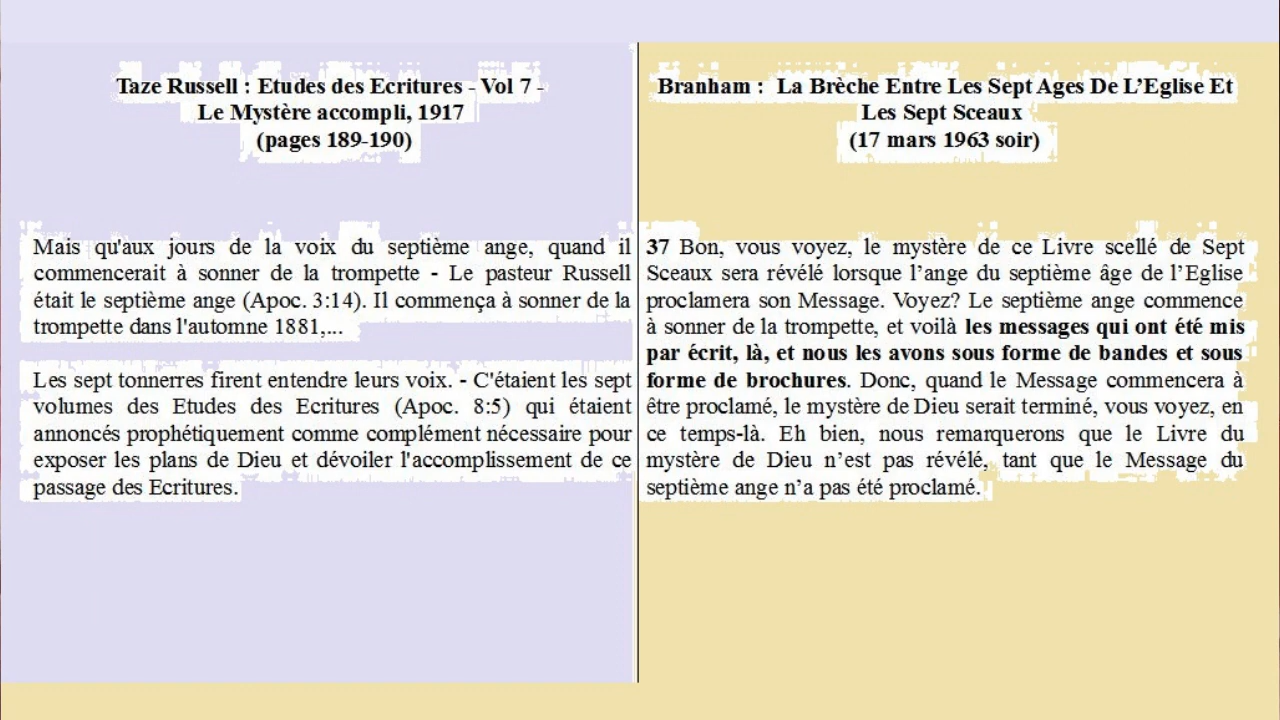 Taze Russell : Etudes des Ecritures - Vol 7 -
Le Mystère accompli, 1917
(pages 189-190)
Mais qu'aux jours de la voix du septième ange, quand il
commencerait à sonner de la trompette - Le pasteur Russell
était le septième ange (Apoc. 3:14). Il commença à sonner de la
trompette dans l'automne 1881,...
Les sept tonnerres firent entendre leurs voix. - C'étaient les sept
volumes des Etudes des Ecritures (Apoc. 8:5) qui étaient
annoncés prophétiquement comme complément nécessaire pour
exposer les plans de Dieu et dévoiler l'accomplissement de ce
passage des Ecritures.
Branham : La Brèche Entre Les Sept Ages De L’Eglise Et
Les Sept Sceaux
(17 mars 1963 soir)
37 Bon, vous voyez, le mystère de ce Livre scellé de Sept
Sceaux sera révélé lorsque l’ange du septième âge de l’Eglise
proclamera son Message. Voyez? Le septième ange commence
à sonner de la trompette, et voilà les messages qui ont été mis
par écrit, là, et nous les avons sous forme de bandes et sous
forme de brochures. Donc, quand le Message commencera à
être proclamé, le mystère de Dieu serait terminé, vous voyez, en
ce temps-là. Eh bien, nous remarquerons que le Livre du
mystère de Dieu n’est pas révélé, tant que le Message du
septième ange n’a pas été proclamé.